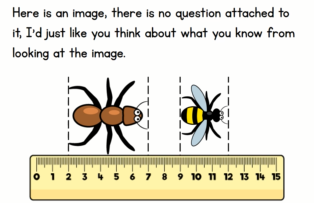 Here is an image, there is no question attached to
it, I'd just like you think about what you know from
looking at the image.
0 1 2 3 4 5 6 7 8 9 10 11 12 13 14 15